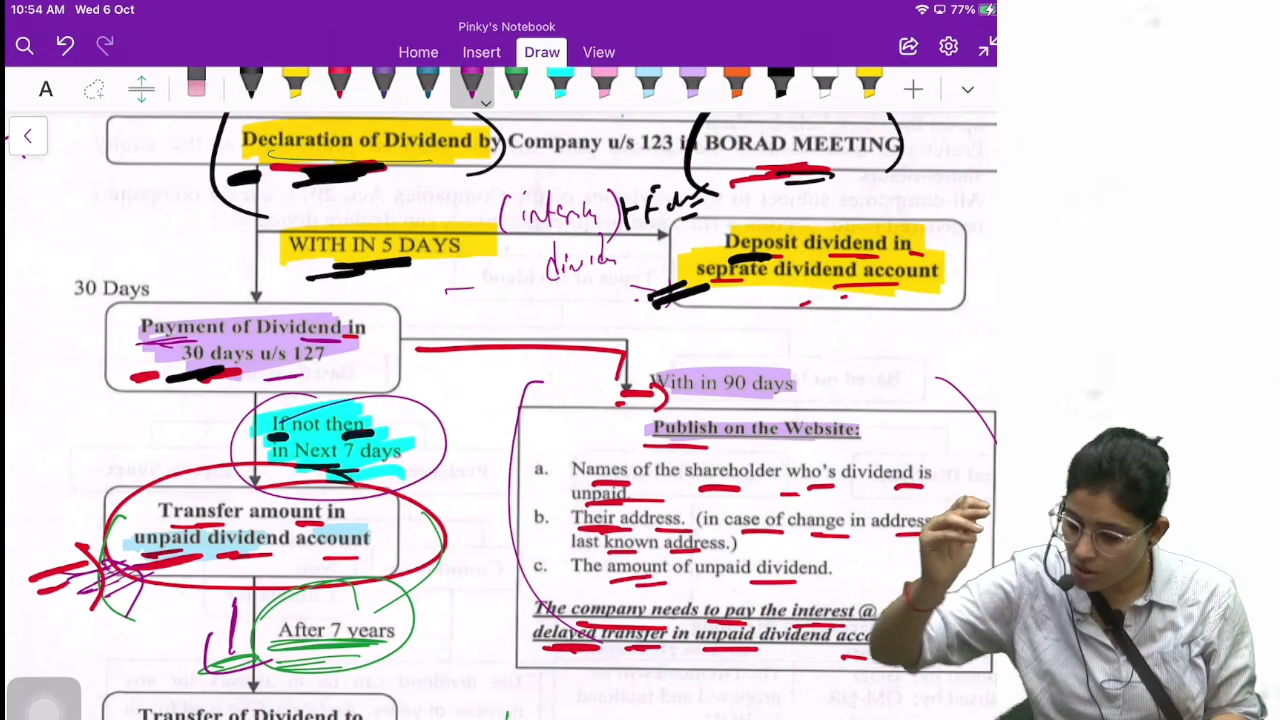 10:54 AM Wed 6 Oct
77%
Pinky's Notebook
Home Insert Draw View
A
Declaration of Dividend by Company u/s 123 in BORAD MEETING
(interim
divid
WITH IN 5 DAYS
Deposit dividend in
seprate dividend account
30 Days
Payment of Dividend in
30 days u/s 127
With in 90 days
If not then
in Next 7 days
Publish on the Website:
a. Names of the shareholder who's dividend is
unpaid.
b. Their address. (in case of change in address
last known address.)
c. The amount of unpaid dividend.
Transfer amount in
unpaid dividend account
The company needs to pay the interest @
delayed transfer in unpaid dividend acco
After 7 years
Transfer of Dividend to